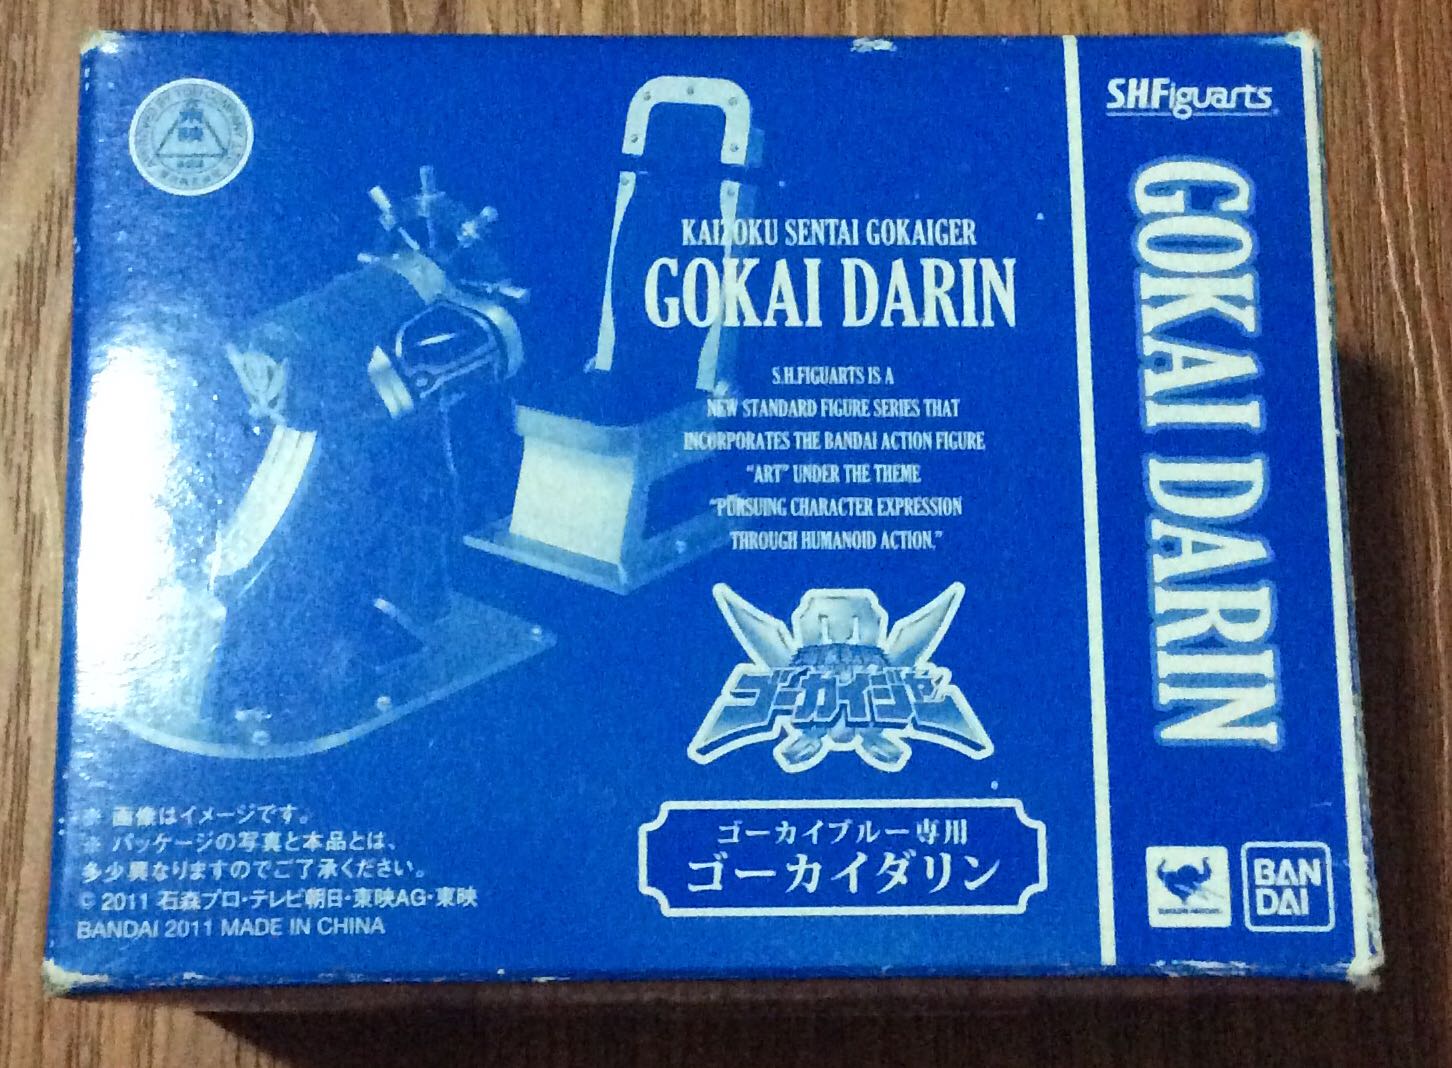 KAIZOKU SENTAI GOKAIGER
GOKAI DARIN
S.H.FIGUARTS IS A
NEW STANDARD FIGURE SERIES THAT
INCORPORATES THE BANDAI ACTION FIGURE
“ART” UNDER THE THEME
“PURSUING CHARACTER EXPRESSION
THROUGH HUMANOID ACTION.”
ゴーカイジャー
ゴーカイブルー専用
ゴーカイダリン
※ 画像はイメージです。
※ パッケージの写真と本品とは、
多少異なりますのでご了承ください。
© 2011 石森プロ・テレビ朝日・東映AG・東映
BANDAI 2011 MADE IN CHINA
S.H.Figuarts
GOKAI DARIN
BAN
DAI